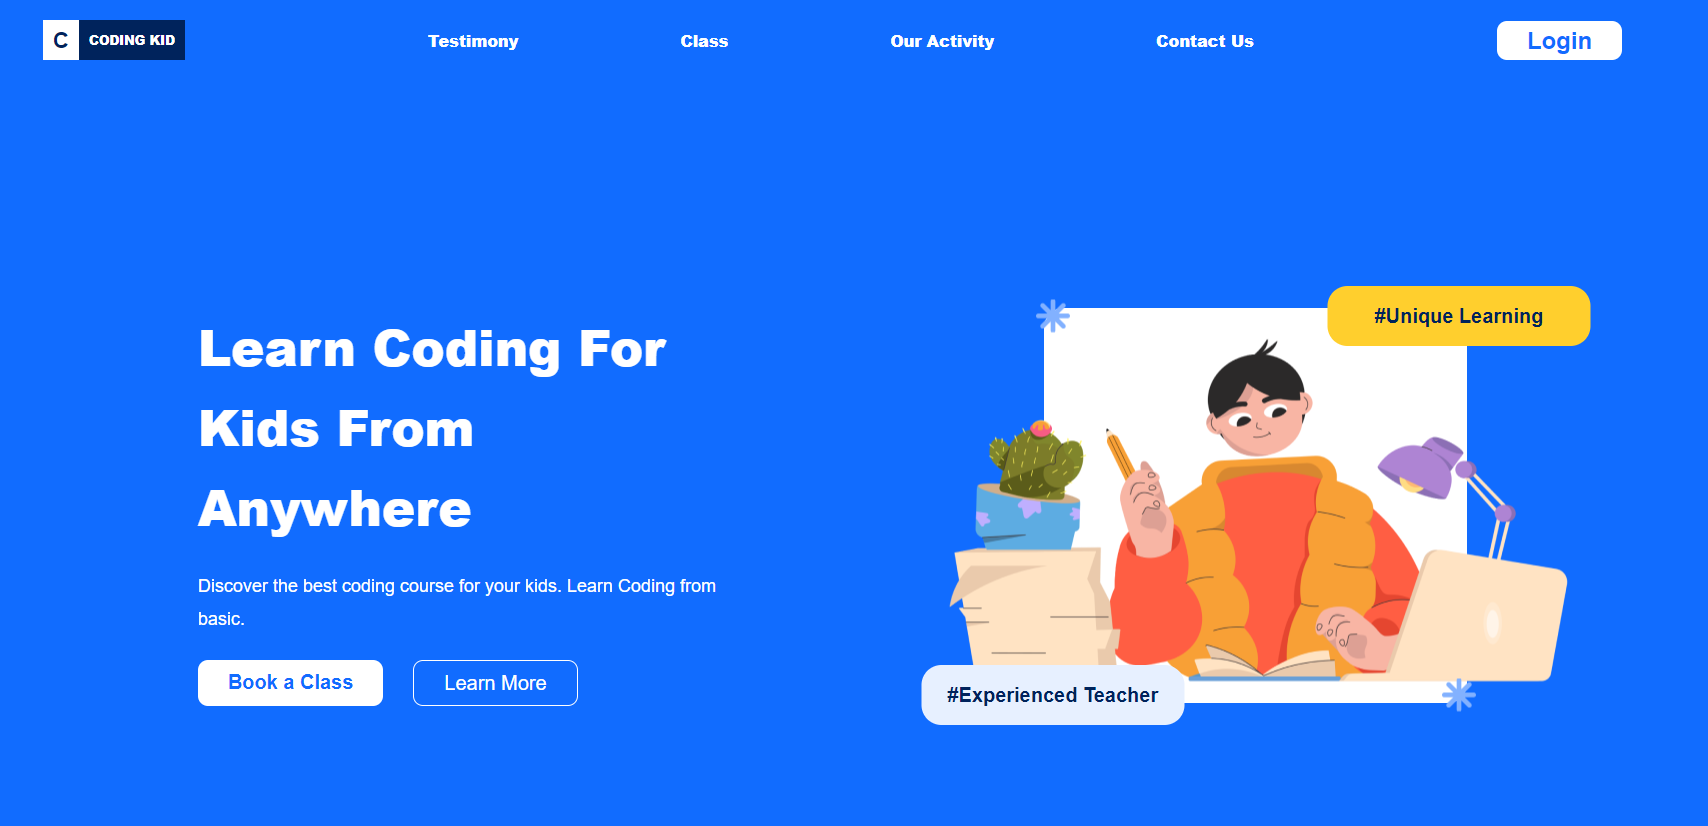 C CODING KID
Testimony
Class
Our Activity
Contact Us
Login
Learn Coding For
Kids From
Anywhere
Discover the best coding course for your kids. Learn Coding from
basic.
Book a Class
Learn More
#Unique Learning
#Experienced Teacher